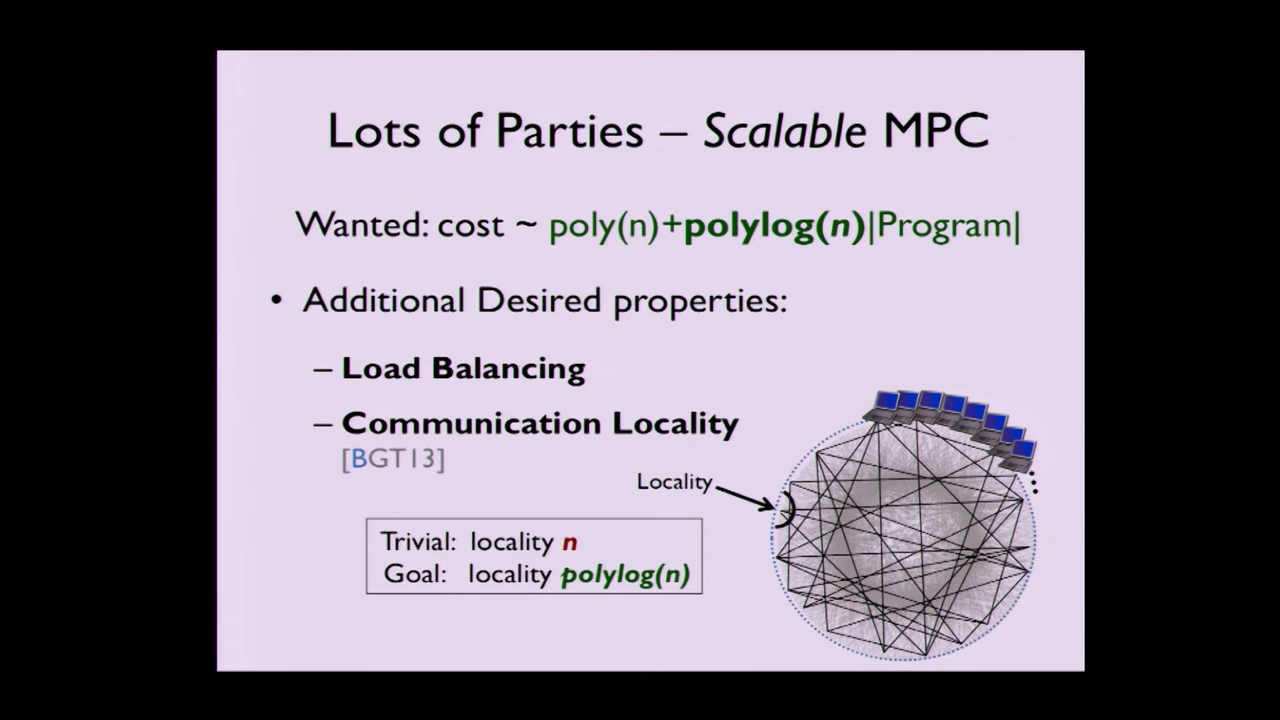 Lots of Parties – Scalable MPC
Wanted: cost ~ poly(n)+polylog(n)|Program|
• Additional Desired properties:
– Load Balancing
– Communication Locality
[BGT13]
Locality
Trivial: locality n
Goal: locality polylog(n)